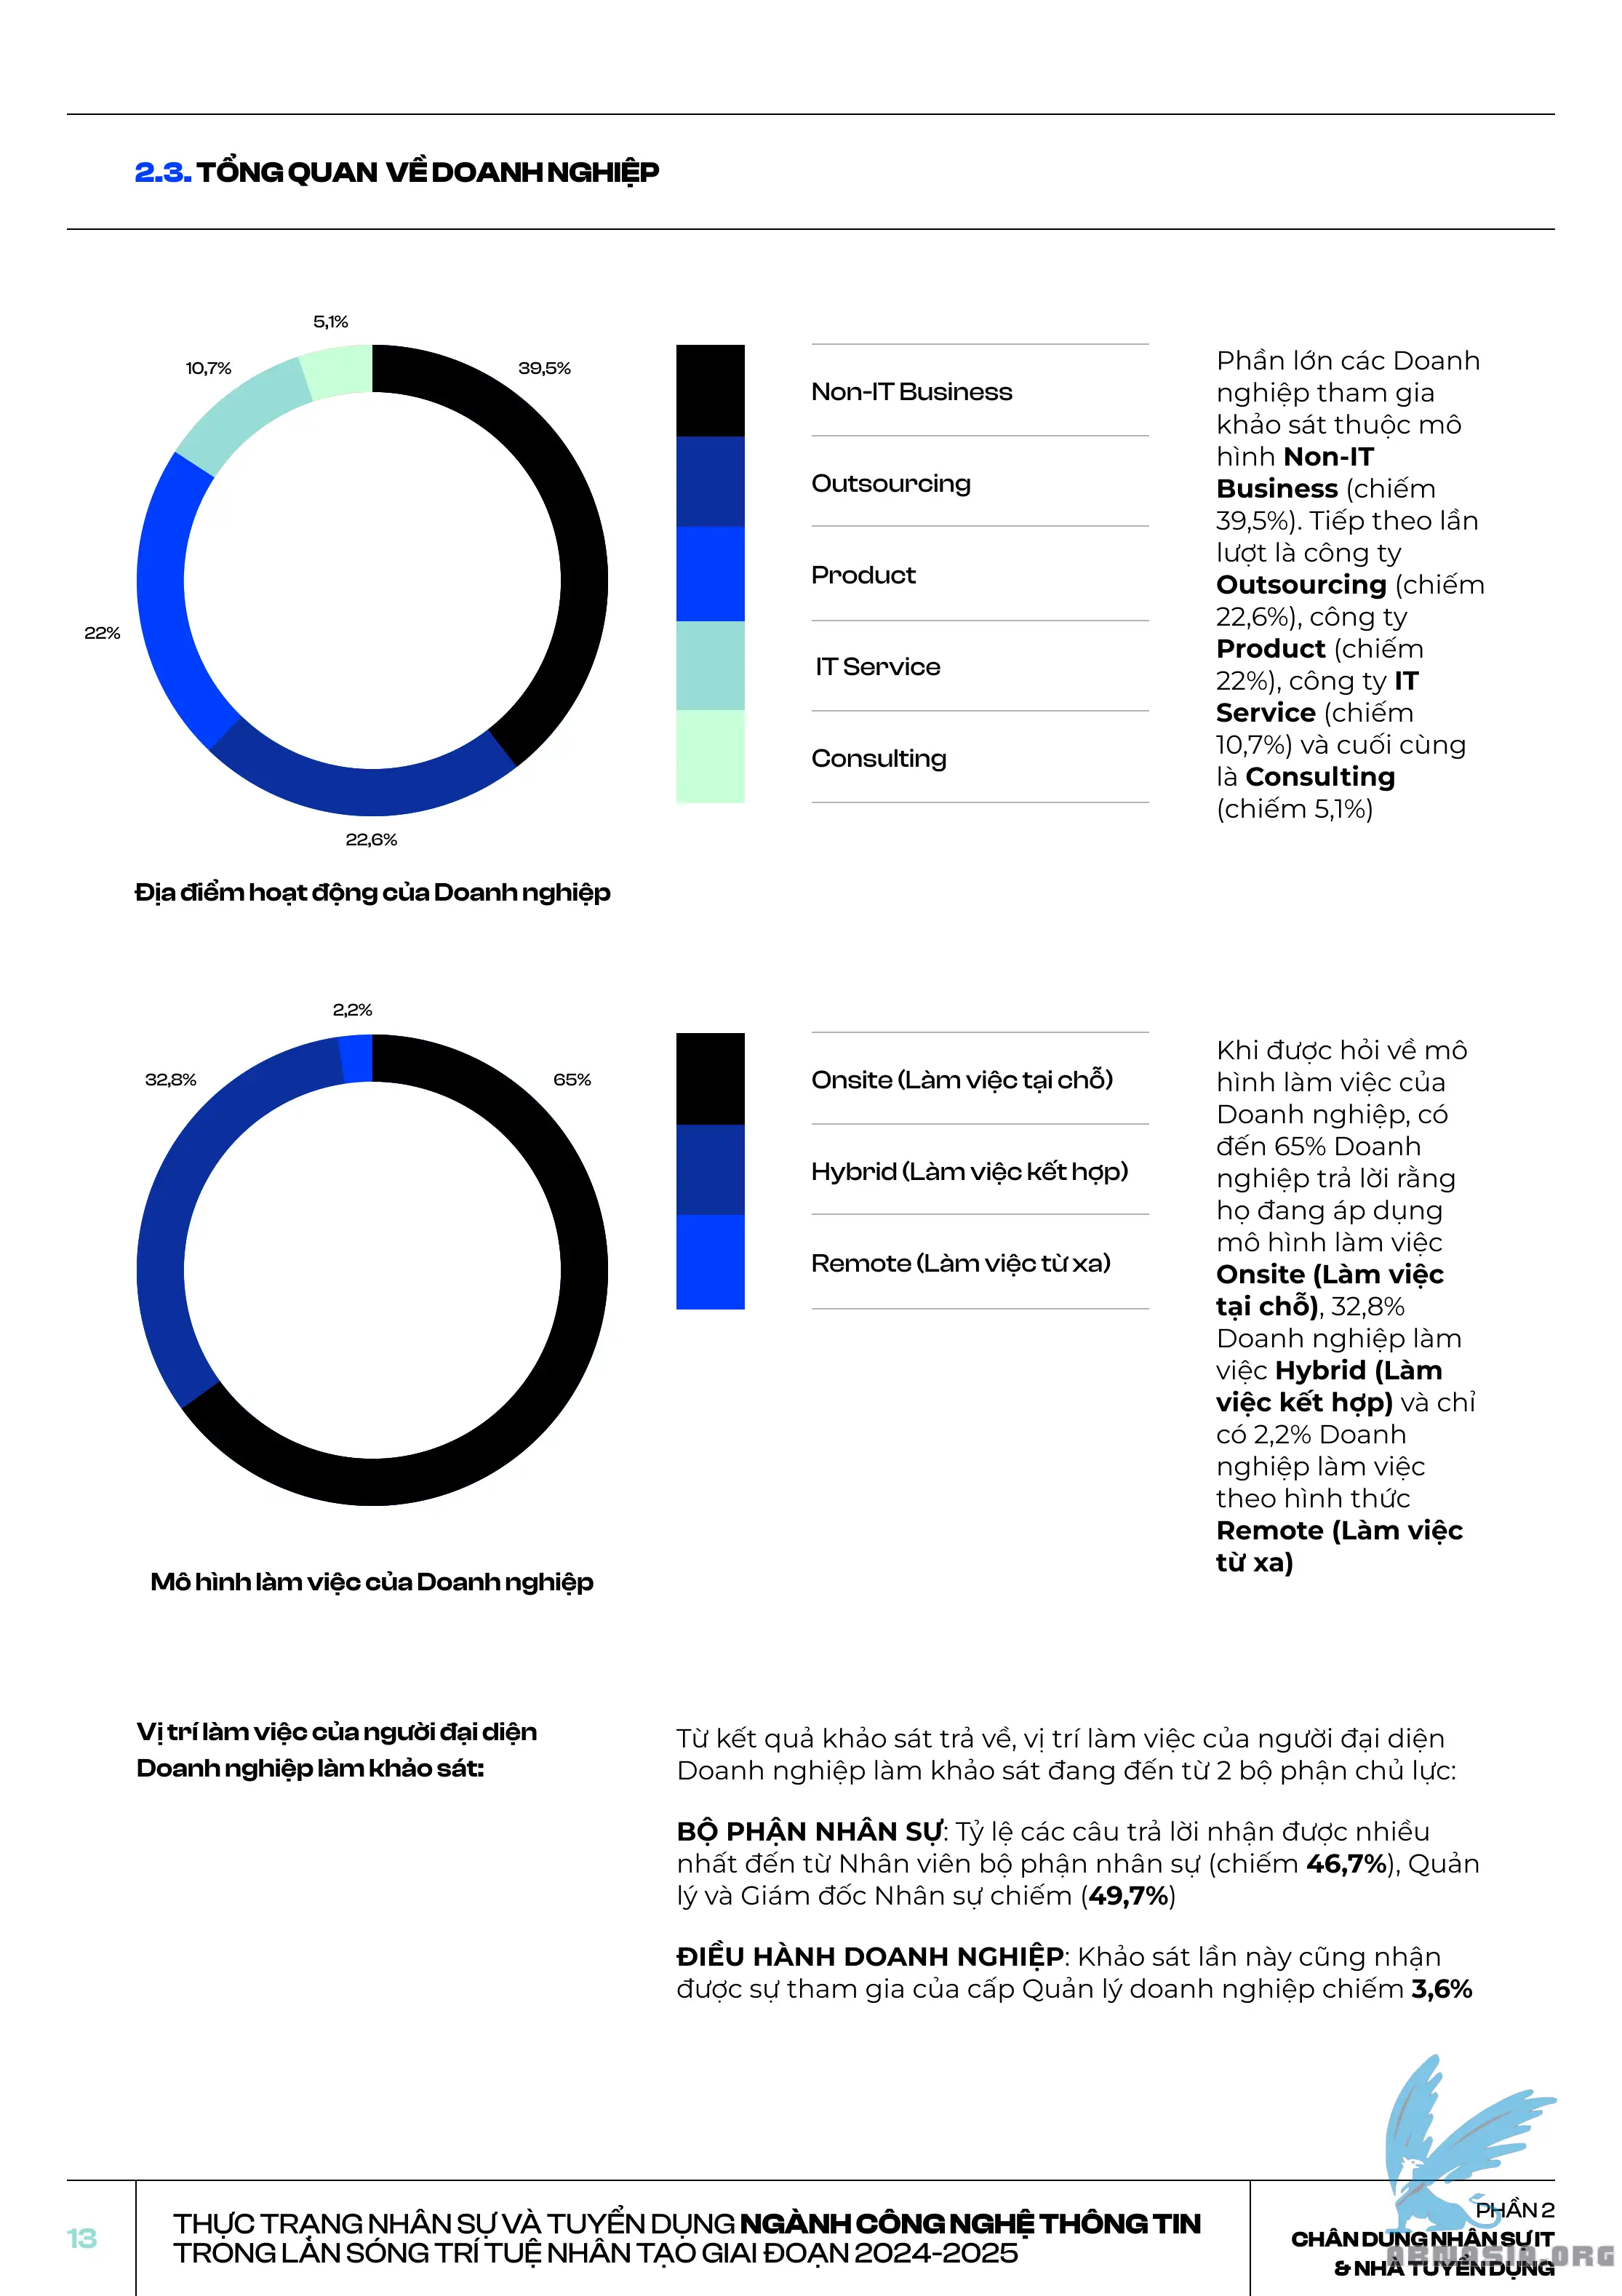 2.3. TỔNG QUAN VỀ DOANH NGHIỆP
5,1%
10,7%
39,5%
22%
22,6%
Địa điểm hoạt động của Doanh nghiệp
Non-IT Business
Outsourcing
Product
IT Service
Consulting
Phần lớn các Doanh
nghiệp tham gia
khảo sát thuộc mô
hình Non-IT
Business (chiếm
39,5%). Tiếp theo lần
lượt là công ty
Outsourcing (chiếm
22,6%), công ty
Product (chiếm
22%), công ty IT
Service (chiếm
10,7%) và cuối cùng
là Consulting
(chiếm 5,1%)
2,2%
32,8%
65%
Mô hình làm việc của Doanh nghiệp
Onsite (Làm việc tại chỗ)
Hybrid (Làm việc kết hợp)
Remote (Làm việc từ xa)
Khi được hỏi về mô
hình làm việc của
Doanh nghiệp, có
đến 65% Doanh
nghiệp trả lời rằng
họ đang áp dụng
mô hình làm việc
Onsite (Làm việc
tại chỗ), 32,8%
Doanh nghiệp làm
việc Hybrid (Làm
việc kết hợp) và chỉ
có 2,2% Doanh
nghiệp làm việc
theo hình thức
Remote (Làm việc
từ xa)
Vị trí làm việc của người đại diện
Doanh nghiệp làm khảo sát:
Từ kết quả khảo sát trả về, vị trí làm việc của người đại diện
Doanh nghiệp làm khảo sát đang đến từ 2 bộ phận chủ lực:
BỘ PHẬN NHÂN SỰ: Tỷ lệ các câu trả lời nhận được nhiều
nhất đến từ Nhân viên bộ phận nhân sự (chiếm 46,7%), Quản
lý và Giám đốc Nhân sự chiếm (49,7%)
ĐIỀU HÀNH DOANH NGHIỆP: Khảo sát lần này cũng nhận
được sự tham gia của cấp Quản lý doanh nghiệp chiếm 3,6%
13
THỰC TRẠNG NHÂN SỰ VÀ TUYỂN DỤNG NGÀNH CÔNG NGHỆ THÔNG TIN
TRONG LÀN SÓNG TRÍ TUỆ NHÂN TẠO GIAI ĐOẠN 2024-2025
PHẦN 2
CHÂN DUNG NHÂN SỰ IT
& NHÀ TUYỂN DỤNG
ARMASIA.ORG